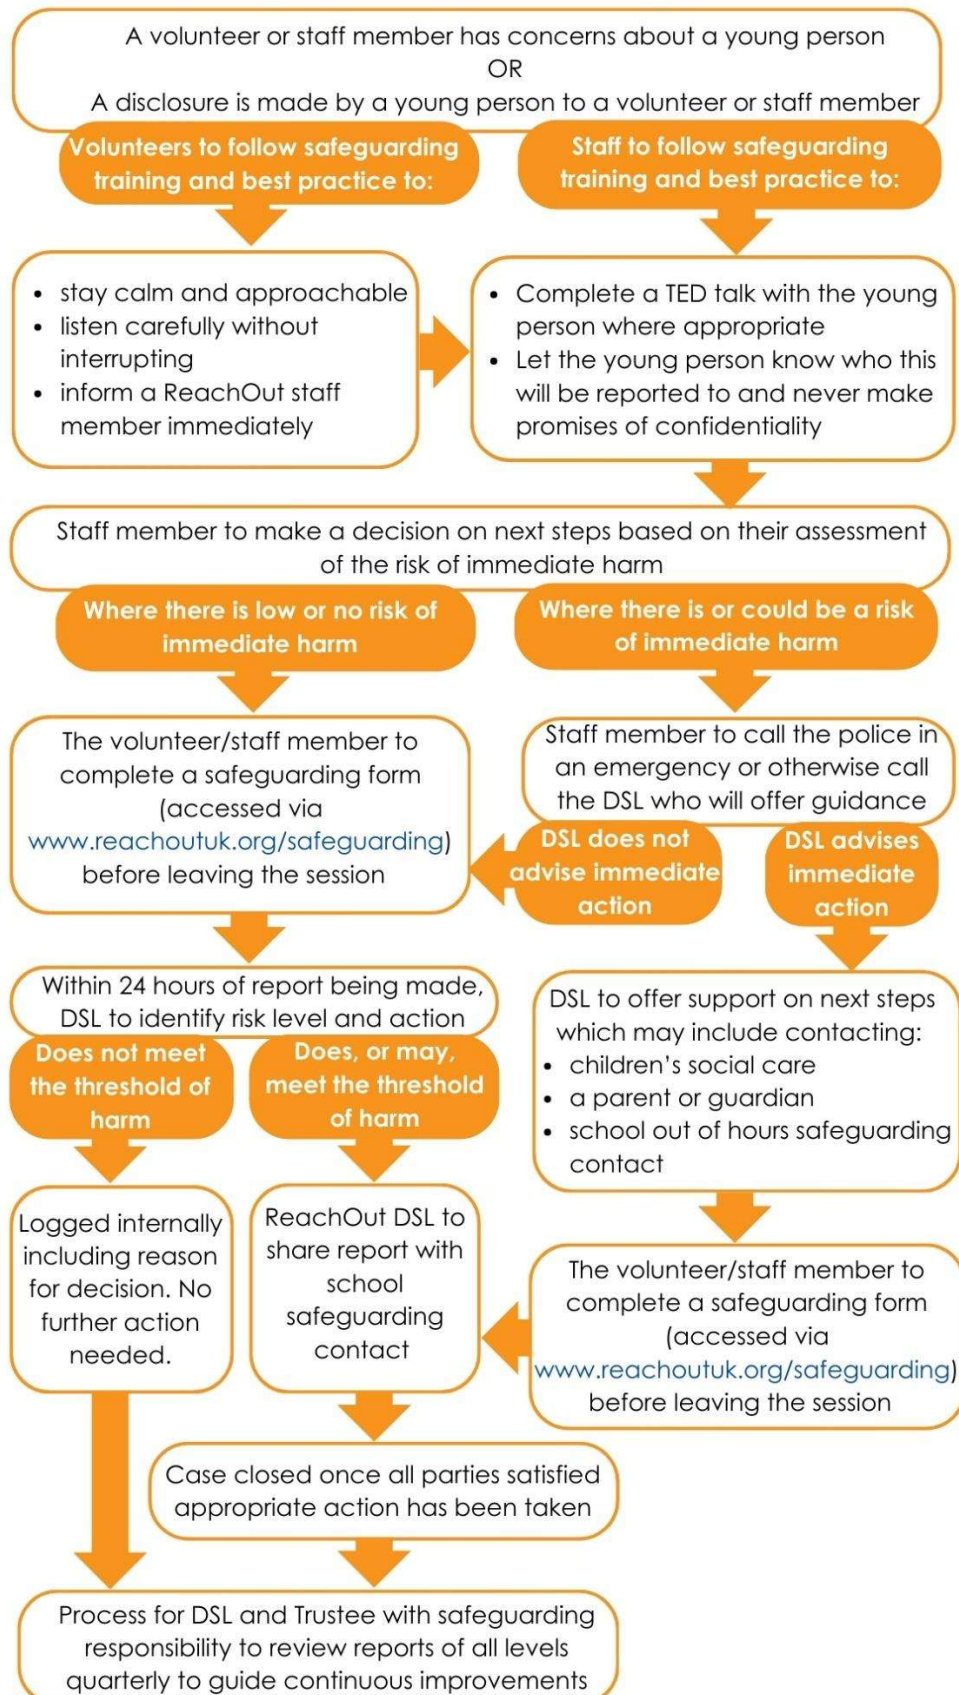 A volunteer or staff member has concerns about a young person
OR
A disclosure is made by a young person to a volunteer or staff member
Volunteers to follow safeguarding
training and best practice to:
Staff to follow safeguarding
training and best practice to:
• stay calm and approachable
• listen carefully without
interrupting
• inform a ReachOut staff
member immediately
• Complete a TED talk with the young
person where appropriate
• Let the young person know who this
will be reported to and never make
promises of confidentiality
Staff member to make a decision on next steps based on their assessment
of the risk of immediate harm
Where there is low or no risk of
immediate harm
Where there is or could be a risk
of immediate harm
The volunteer/staff member to
complete a safeguarding form
(accessed via
www.reachoutuk.org/safeguarding)
before leaving the session
Staff member to call the police in
an emergency or otherwise call
the DSL who will offer guidance
DSL does not
advise immediate
action
DSL advises
immediate
action
Within 24 hours of report being made,
DSL to identify risk level and action
Does not meet
the threshold of
harm
Does, or may,
meet the threshold
of harm
DSL to offer support on next steps
which may include contacting:
• children's social care
• a parent or guardian
• school out of hours safeguarding
contact
Logged internally
including reason
for decision. No
further action
needed.
ReachOut DSL to
share report with
school
safeguarding
contact
The volunteer/staff member to
complete a safeguarding form
(accessed via
www.reachoutuk.org/safeguarding)
before leaving the session
Case closed once all parties satisfied
appropriate action has been taken
Process for DSL and Trustee with safeguarding
responsibility to review reports of all levels
quarterly to guide continuous improvements